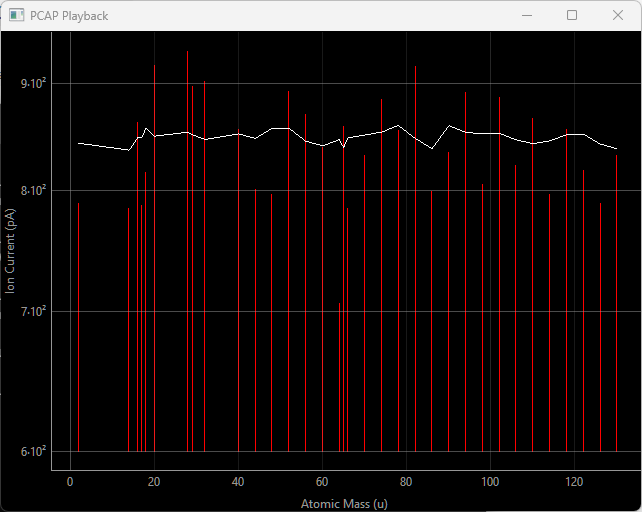 PCAP Playback
9·10²
8·10²
7·10²
6·10²
Ion Current (pA)
0 20 40 60 80 100 120
Atomic Mass (u)